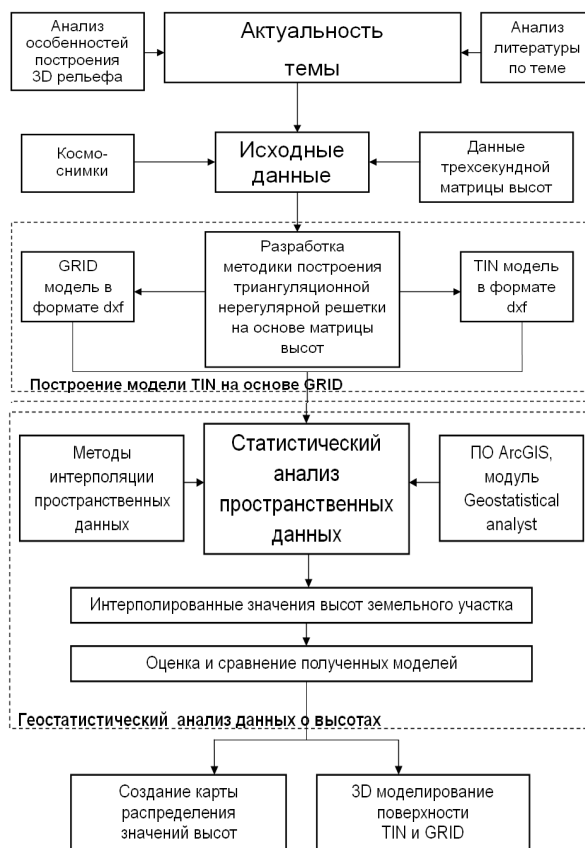 Анализ
особенностей
построения
3D рельефа
Актуальность
темы
Анализ
литературы
по теме
Космо-
снимки
Исходные
данные
Данные
трехсекундной
матрицы высот
GRID
модель в
формате dxf
Разработка
методики построения
триангуляционной
нерегулярной решетки
на основе матрицы
высот
TIN модель
в формате
dxf
Построение модели TIN на основе GRID
Методы
интерполяции
пространственных
данных
Статистический
анализ
пространственных
данных
ПО ArcGIS,
модуль
Geostatistical
analyst
Интерполированные значения высот земельного участка
Оценка и сравнение полученных моделей
Геостатистический анализ данных о высотах
Создание карты
распределения
значений высот
3D моделирование
поверхности
TIN и GRID